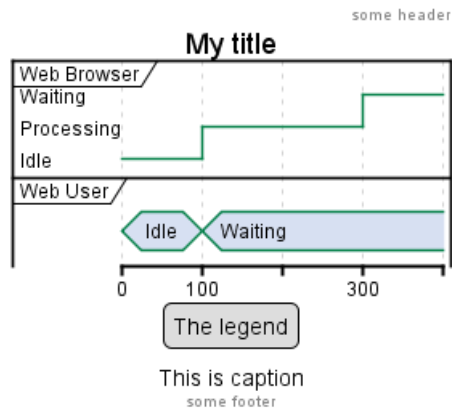 some header
My title
Web Browser
Waiting
Processing
Idle
Web User
Idle Waiting
0 100 300
The legend
This is caption
some footer